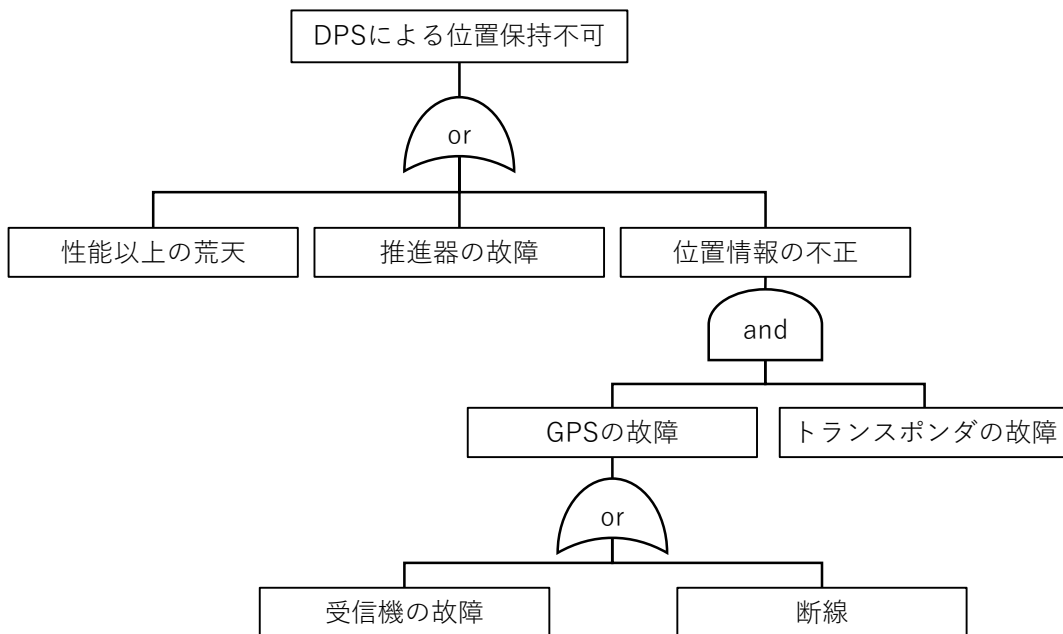 DPSによる位置保持不可
or
性能以上の荒天
推進器の故障
位置情報の不正
and
GPSの故障
トランスポンダの故障
or
受信機の故障
断線